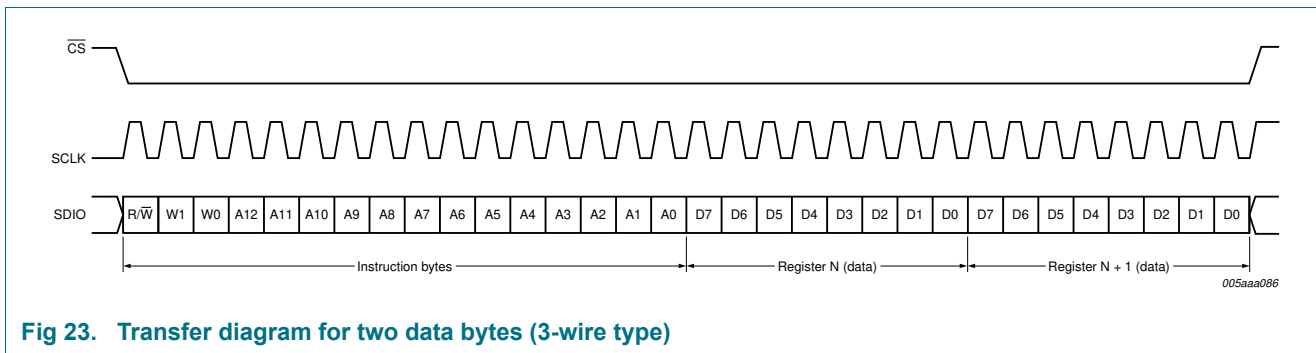 CS
SCLK
SDIO R/W W1 W0 A12 A11 A10 A9 A8 A7 A6 A5 A4 A3 A2 A1 A0 D7 D6 D5 D4 D3 D2 D1 D0 D7 D6 D5 D4 D3 D2 D1 D0
Instruction bytes Register N (data) Register N + 1 (data)
005aaa086
Fig 23. Transfer diagram for two data bytes (3-wire type)